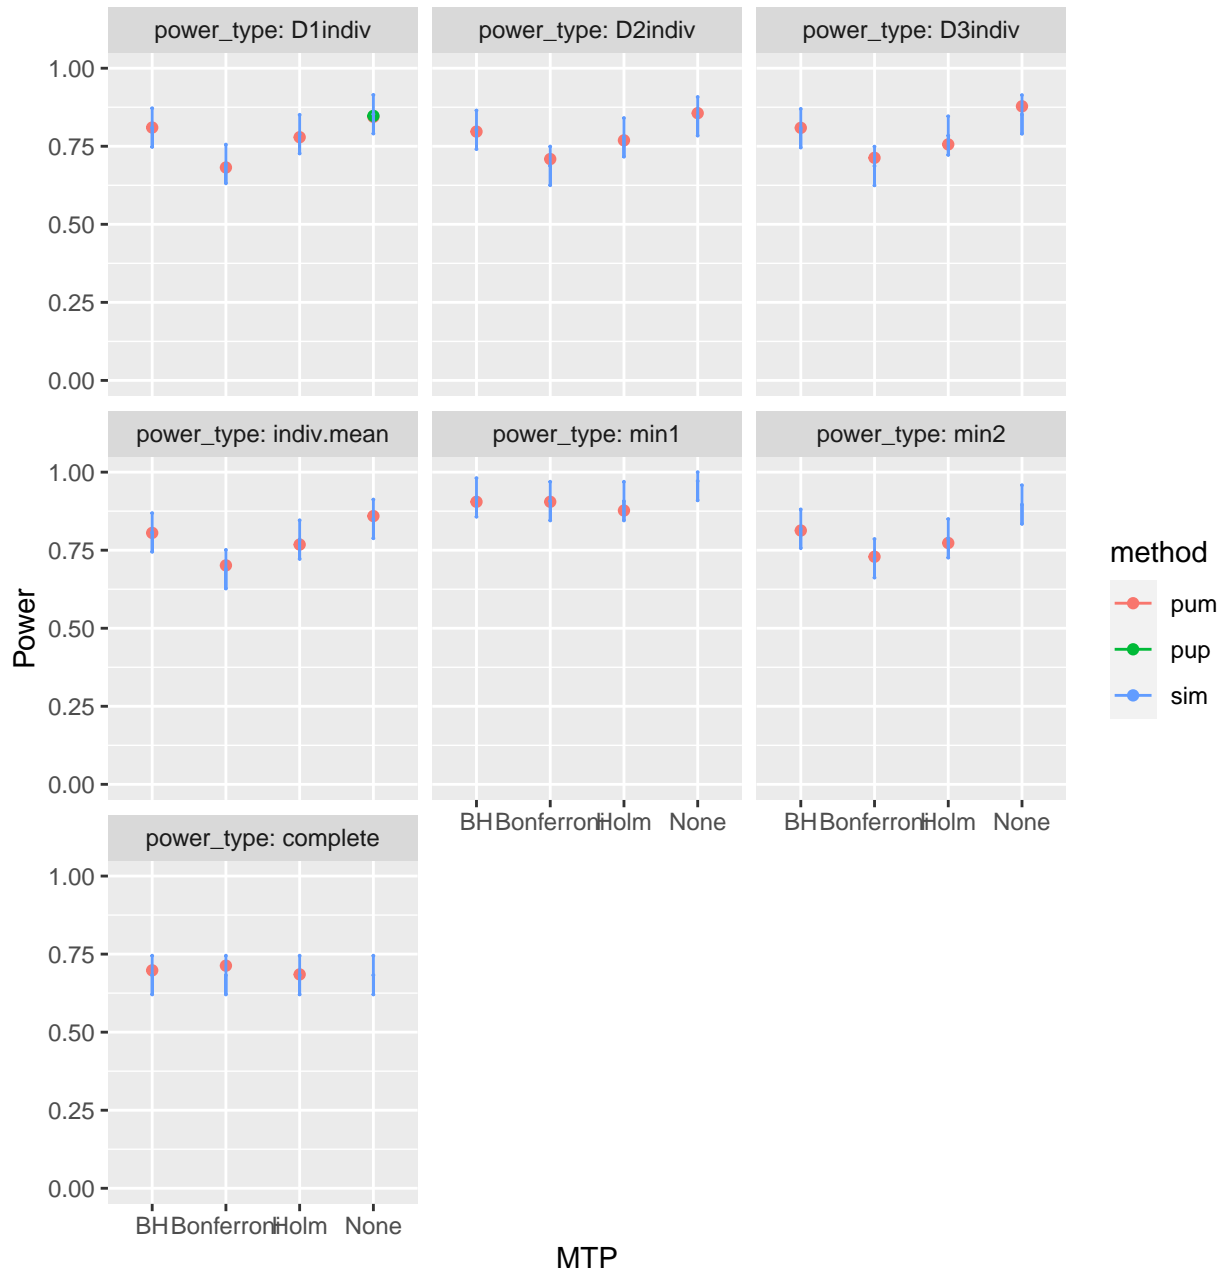 power_type: D1indiv
power_type: D2indiv
power_type: D3indiv
1.00
0.75
0.50
0.25
0.00
power_type: indiv.mean
power_type: min1
power_type: min2
1.00
0.75
0.50
0.25
0.00
BH Bonferroni Holm None
BH Bonferroni Holm None
power_type: complete
1.00
0.75
0.50
0.25
0.00
BH Bonferroni Holm None
MTP
Power
method
pum
pup
sim